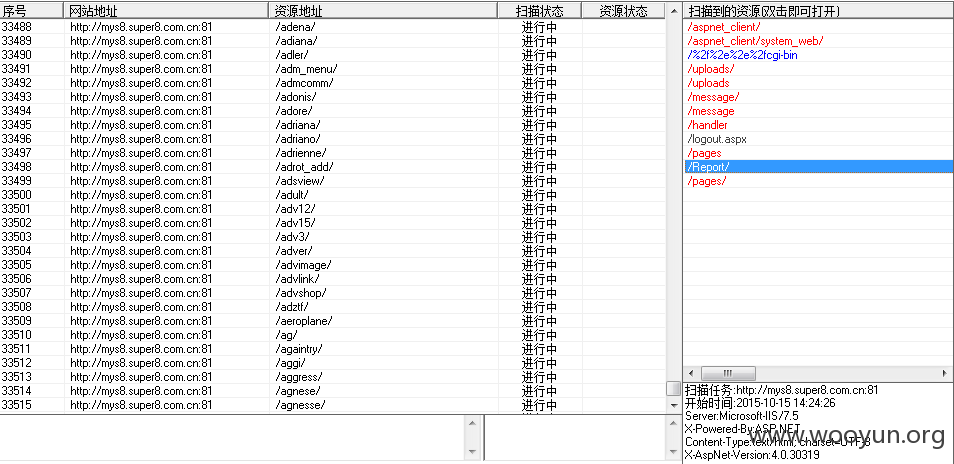 序号 网站地址 资源地址 扫描状态 资源状态
33488 http://mys8.super8.com.cn:81 /adena/ 进行中
33489 http://mys8.super8.com.cn:81 /adiana/ 进行中
33490 http://mys8.super8.com.cn:81 /adler/ 进行中
33491 http://mys8.super8.com.cn:81 /adm_menu/ 进行中
33492 http://mys8.super8.com.cn:81 /admcomm/ 进行中
33493 http://mys8.super8.com.cn:81 /adonis/ 进行中
33494 http://mys8.super8.com.cn:81 /adore/ 进行中
33495 http://mys8.super8.com.cn:81 /adriana/ 进行中
33496 http://mys8.super8.com.cn:81 /adriano/ 进行中
33497 http://mys8.super8.com.cn:81 /adrienne/ 进行中
33498 http://mys8.super8.com.cn:81 /adrot_add/ 进行中
33499 http://mys8.super8.com.cn:81 /adsview/ 进行中
33500 http://mys8.super8.com.cn:81 /adult/ 进行中
33501 http://mys8.super8.com.cn:81 /adv12/ 进行中
33502 http://mys8.super8.com.cn:81 /adv15/ 进行中
33503 http://mys8.super8.com.cn:81 /adv3/ 进行中
33504 http://mys8.super8.com.cn:81 /adver/ 进行中
33505 http://mys8.super8.com.cn:81 /advimage/ 进行中
33506 http://mys8.super8.com.cn:81 /advlink/ 进行中
33507 http://mys8.super8.com.cn:81 /advshop/ 进行中
33508 http://mys8.super8.com.cn:81 /adztf/ 进行中
33509 http://mys8.super8.com.cn:81 /aeroplane/ 进行中
33510 http://mys8.super8.com.cn:81 /ag/ 进行中
33511 http://mys8.super8.com.cn:81 /againtry/ 进行中
33512 http://mys8.super8.com.cn:81 /aggi/ 进行中
33513 http://mys8.super8.com.cn:81 /aggress/ 进行中
33514 http://mys8.super8.com.cn:81 /agnese/ 进行中
33515 http://mys8.super8.com.cn:81 /agnesse/ 进行中
扫描到的资源(双击即可打开)
/aspnet_client/
/aspnet_client/system_web/
/%2f%2e%2e%2fcgi-bin
/uploads/
/uploads
/message/
/message
/handler
/logout.aspx
/pages
/Report/
/pages/
扫描任务:http://mys8.super8.com.cn:81
开始时间:2015-10-15 14:24:26
Server:Microsoft-IIS/7.5
X-Powered-By:ASP.NET
Content-Type:text/html; charset=UTF-8
X-AspNet-Version:4.0.30319
www.wooyun.org